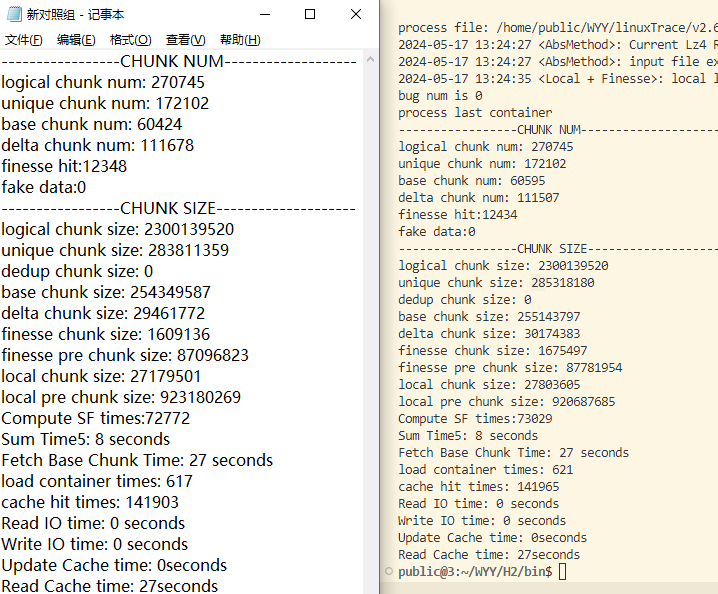 新对照组 - 记事本
文件(F) 编辑(E) 格式(O) 查看(V) 帮助(H)
-----------------CHUNK NUM-------------------
logical chunk num: 270745
unique chunk num: 172102
base chunk num: 60424
delta chunk num: 111678
finesse hit:12348
fake data:0
-----------------CHUNK SIZE--------------------
logical chunk size: 2300139520
unique chunk size: 283811359
dedup chunk size: 0
base chunk size: 254349587
delta chunk size: 29461772
finesse chunk size: 1609136
finesse pre chunk size: 87096823
local chunk size: 27179501
local pre chunk size: 923180269
Compute SF times:72772
Sum Time5: 8 seconds
Fetch Base Chunk Time: 27 seconds
load container times: 617
cache hit times: 141903
Read IO time: 0 seconds
Write IO time: 0 seconds
Update Cache time: 0seconds
Read Cache time: 27seconds
process file: /home/public/WYY/linuxTrace/v2.6
2024-05-17 13:24:27 <AbsMethod>: Current Lz4 R
2024-05-17 13:24:27 <AbsMethod>: input file ex
2024-05-17 13:24:35 <Local + Finesse>: local l
bug num is 0
process last container
-----------------CHUNK NUM--------------------
logical chunk num: 270745
unique chunk num: 172102
base chunk num: 60595
delta chunk num: 111507
finesse hit:12434
fake data:0
-----------------CHUNK SIZE-------------------
logical chunk size: 2300139520
unique chunk size: 285318180
dedup chunk size: 0
base chunk size: 255143797
delta chunk size: 30174383
finesse chunk size: 1675497
finesse pre chunk size: 87781954
local chunk size: 27803605
local pre chunk size: 920687685
Compute SF times:73029
Sum Time5: 8 seconds
Fetch Base Chunk Time: 27 seconds
load container times: 621
cache hit times: 141965
Read IO time: 0 seconds
Write IO time: 0 seconds
Update Cache time: 0seconds
Read Cache time: 27seconds
public@3:~/WYY/H2/bin$